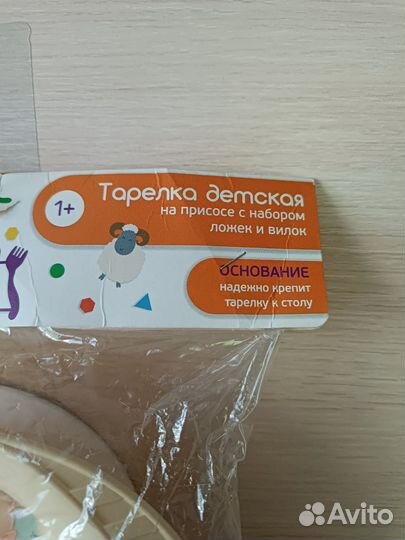 1+
Тарелка детская
на присосе с набором
ложек и вилок
ОСНОВАНИЕ
надежно крепит
тарелку к столу
Avito